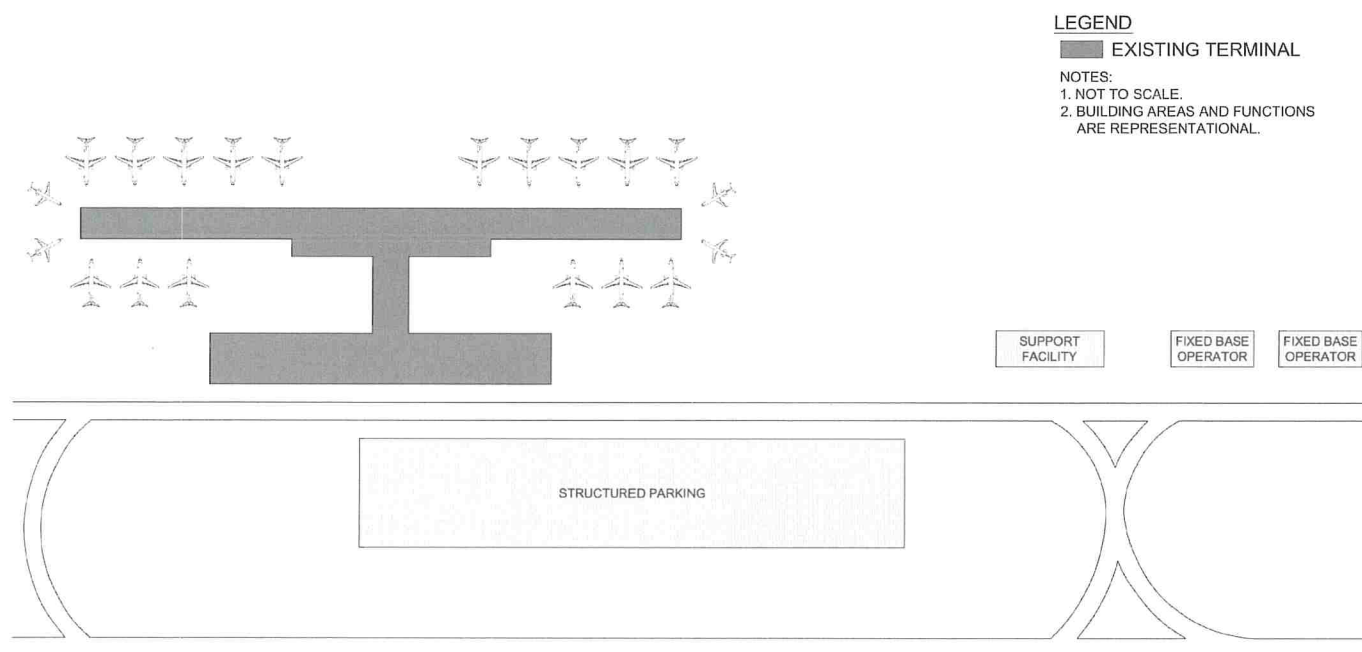 LEGEND
EXISTING TERMINAL
NOTES:
1. NOT TO SCALE.
2. BUILDING AREAS AND FUNCTIONS
ARE REPRESENTATIONAL.
SUPPORT
FACILITY
FIXED BASE
OPERATOR
FIXED BASE
OPERATOR
STRUCTURED PARKING